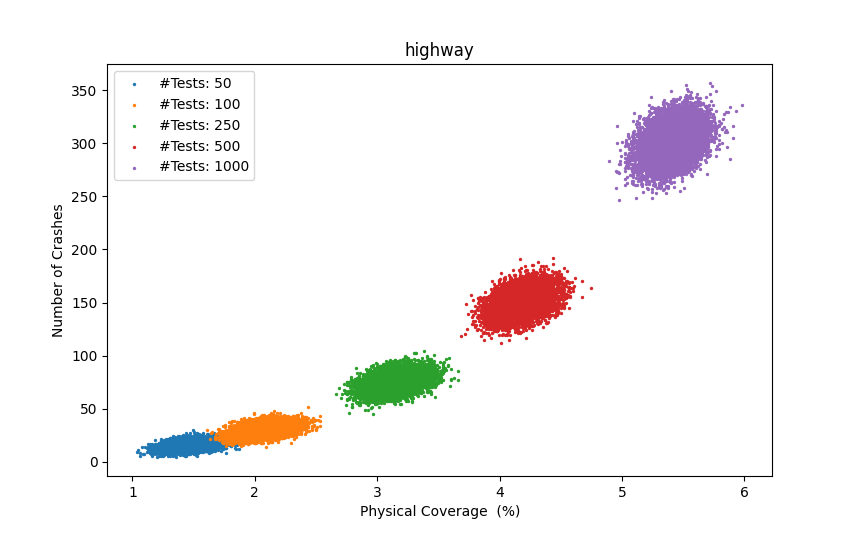 highway
#Tests: 50
#Tests: 100
#Tests: 250
#Tests: 500
#Tests: 1000
350
300
250
200
150
100
50
0
Number of Crashes
1 2 3 4 5 6
Physical Coverage (%)